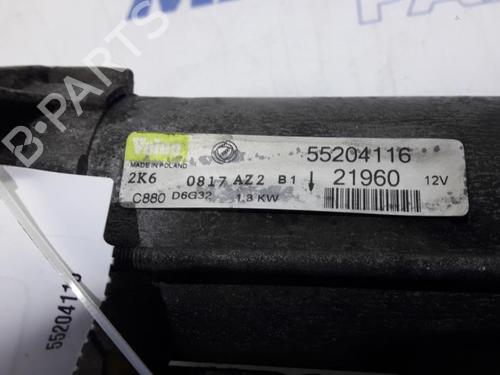 Valeo
MADE IN POLAND
55204116
2K6 0817 AZ2 B1 21960 12V
C880 D6G32 1.3 KW
B-PARTS
55204116